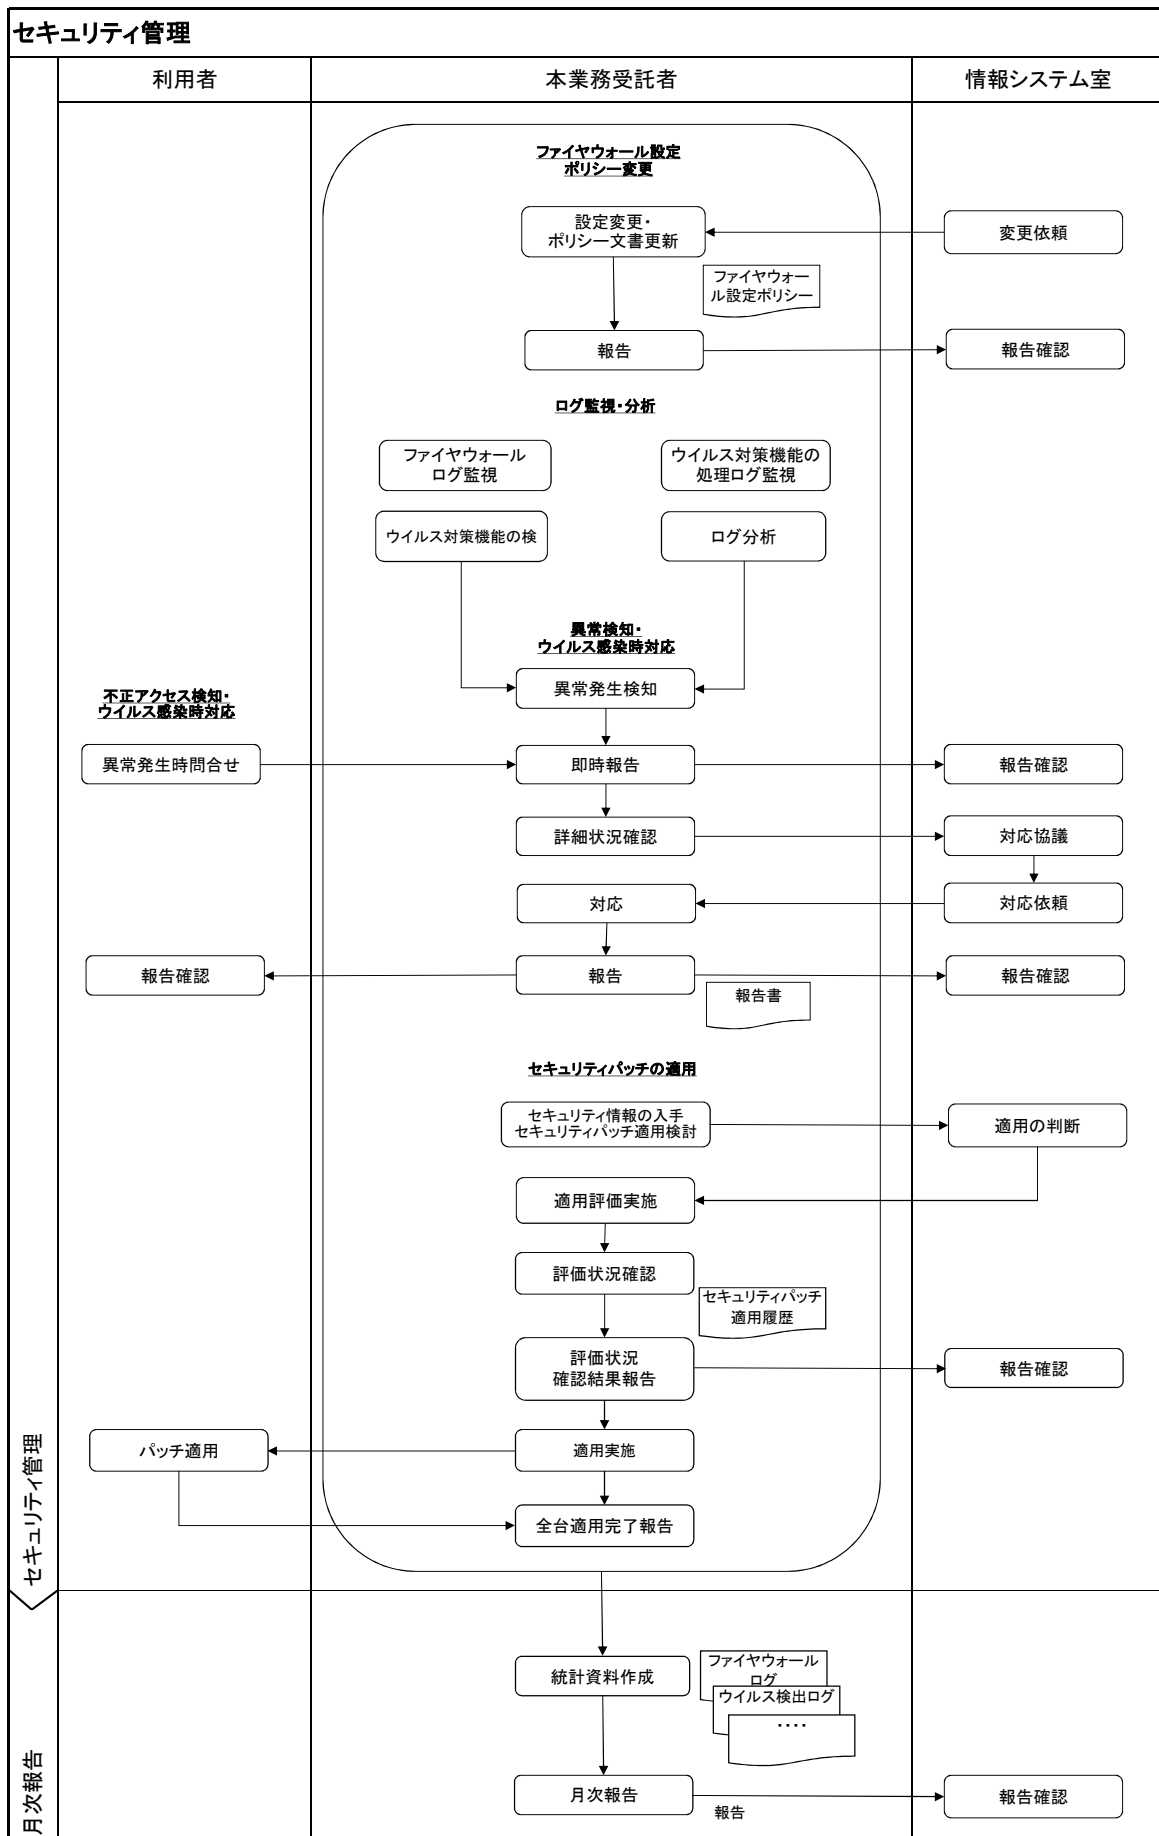 セキュリティ管理
利用者
本業務受託者
情報システム室
ファイヤウォール設定
ポリシー変更
設定変更・
ポリシー文書更新
変更依頼
ファイヤウォー
ル設定ポリシー
報告
報告確認
ログ監視・分析
ファイヤウォール
ログ監視
ウイルス対策機能の
処理ログ監視
ウイルス対策機能の検
ログ分析
異常検知・
ウイルス感染時対応
異常発生検知
不正アクセス検知・
ウイルス感染時対応
異常発生時問合せ
即時報告
報告確認
詳細状況確認
対応協議
対応
対応依頼
報告確認
報告
報告確認
報告書
セキュリティパッチの適用
セキュリティ情報の入手
セキュリティパッチ適用検討
適用の判断
適用評価実施
評価状況確認
セキュリティパッチ
適用履歴
評価状況
確認結果報告
報告確認
パッチ適用
適用実施
全台適用完了報告
セキュリティ管理
統計資料作成
ファイヤウォール
ログ
ウイルス検出ログ
・・・・
月次報告
月次報告
報告
報告確認